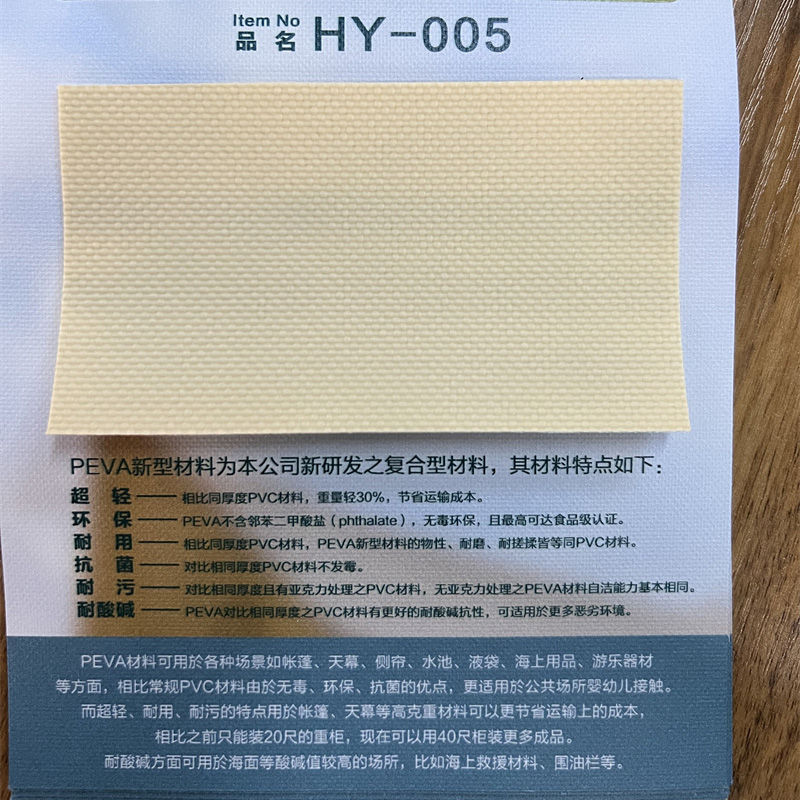 Item No
品 名 HY-005
PEVA新型材料为本公司新研发之复合型材料，其材料特点如下：
超 轻——相比同厚度PVC材料，重量轻30%，节省运输成本。
环 保——PEVA不含邻苯二甲酸盐（phthalate），无毒环保，且最高可达食品级认证。
耐 用——相比同厚度PVC材料，PEVA新型材料的物性、耐磨、耐搓揉皆等同PVC材料。
抗 菌——对比相同厚度PVC材料不发霉。
耐 污——对比相同厚度且有亚克力处理之PVC材料，无亚克力处理之PEVA材料自洁能力基本相同。
耐酸碱——PEVA对比相同厚度之PVC材料有更好的耐酸碱抗性，可适用於更多恶劣环境。
PEVA材料可用於各种场景如帐篷、天幕、侧帘、水池、液袋、海上用品、游乐器材
等方面，相比常规PVC材料由於无毒、环保、抗菌的优点，更适用於公共场所婴幼儿接触。
而超轻、耐用、耐污的特点用於帐篷、天幕等高克重材料可以更节省运输上的成本，
相比之前只能装20尺的重柜，现在可以用40尺柜装更多成品。
耐酸碱方面可用於海面等酸碱值较高的场所，比如海上救援材料、围油栏等。